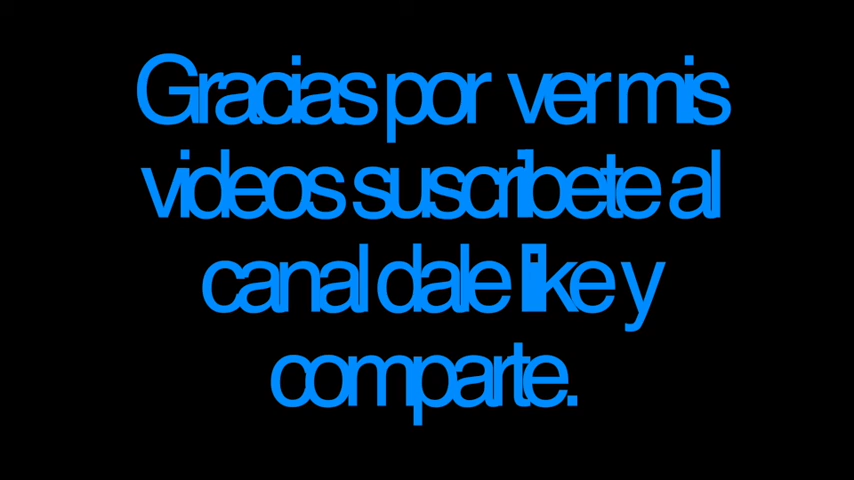 Gracias por ver mis
videos suscribete al
canal dale like y
comparte.